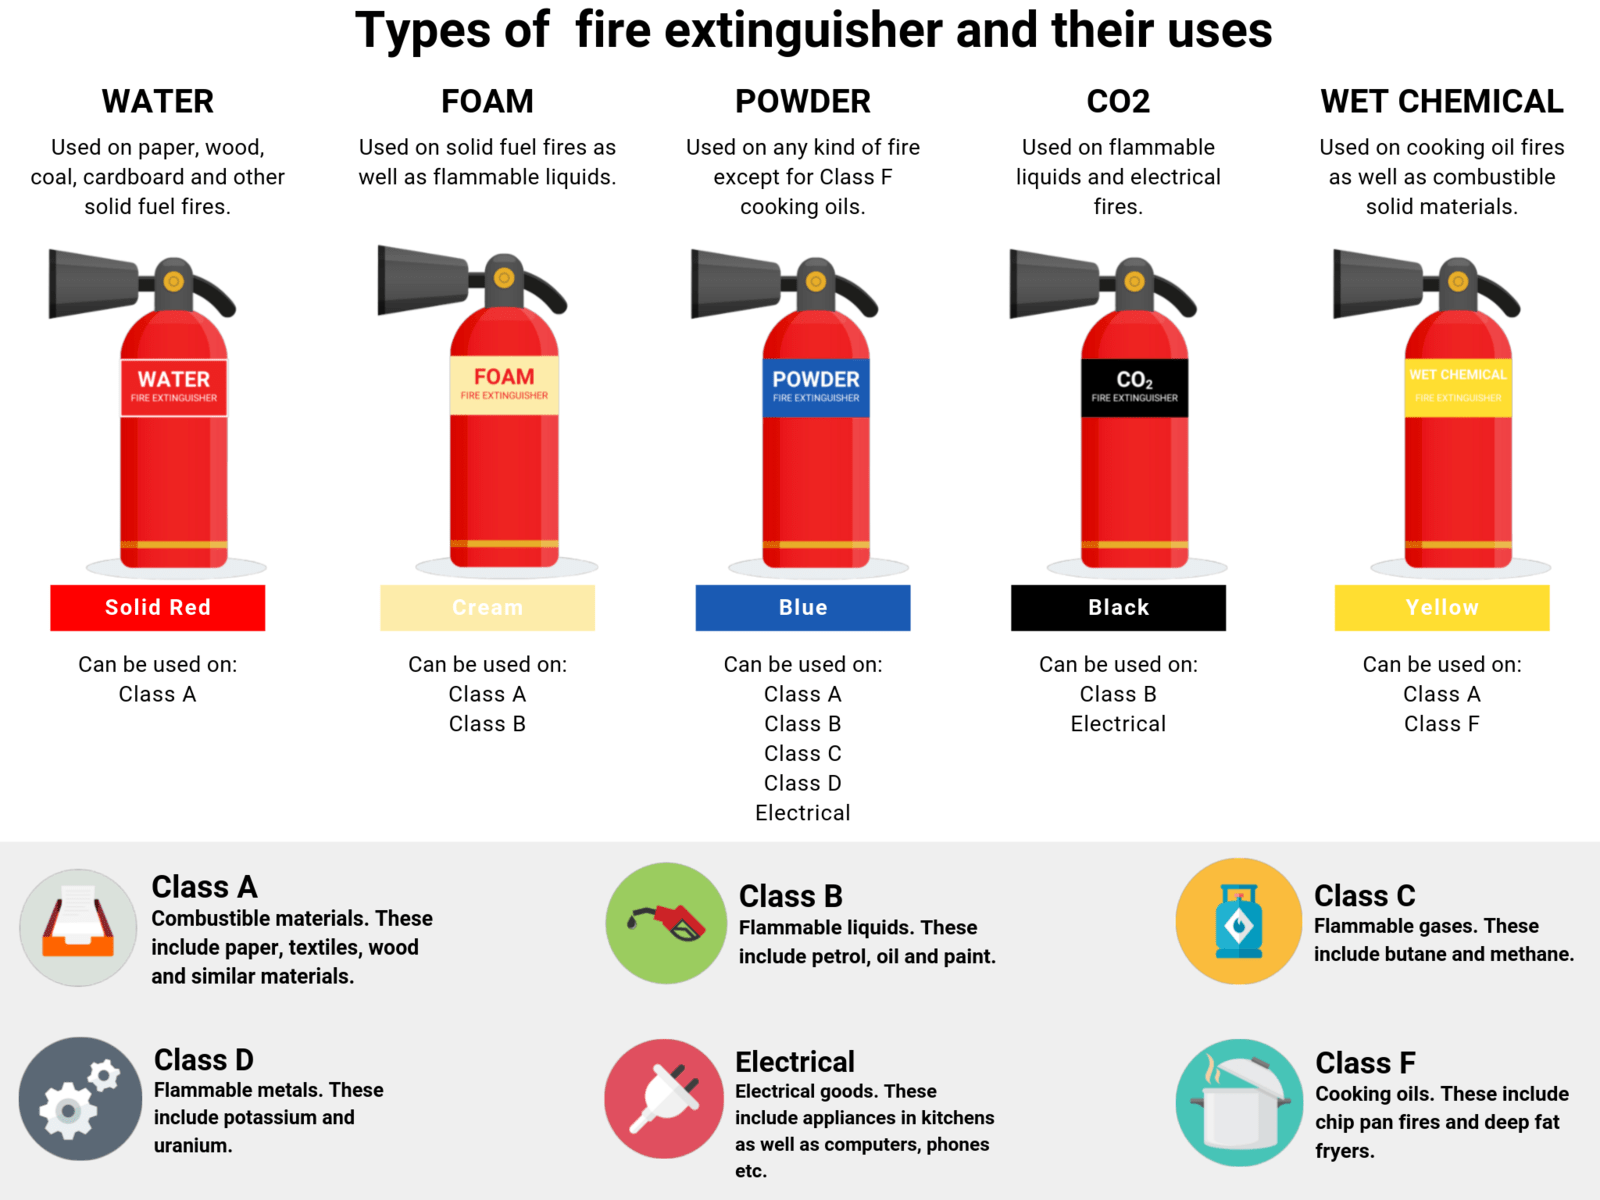 Types of fire extinguisher and their uses
WATER
Used on paper, wood,
coal, cardboard and other
solid fuel fires.
WATER
FIRE EXTINGUISHER
Solid Red
Can be used on:
Class A
FOAM
Used on solid fuel fires as
well as flammable liquids.
FOAM
FIRE EXTINGUISHER
Cream
Can be used on:
Class A
Class B
POWDER
Used on any kind of fire
except for Class F
cooking oils.
POWDER
FIRE EXTINGUISHER
Blue
Can be used on:
Class A
Class B
Class C
Class D
Electrical
CO2
Used on flammable
liquids and electrical
fires.
CO₂
FIRE EXTINGUISHER
Black
Can be used on:
Class B
Electrical
WET CHEMICAL
Used on cooking oil fires
as well as combustible
solid materials.
WET CHEMICAL
FIRE EXTINGUISHER
Yellow
Can be used on:
Class A
Class F
Class A
Combustible materials. These
include paper, textiles, wood
and similar materials.
Class B
Flammable liquids. These
include petrol, oil and paint.
Class C
Flammable gases. These
include butane and methane.
Class D
Flammable metals. These
include potassium and
uranium.
Electrical
Electrical goods. These
include appliances in kitchens
as well as computers, phones
etc.
Class F
Cooking oils. These include
chip pan fires and deep fat
fryers.